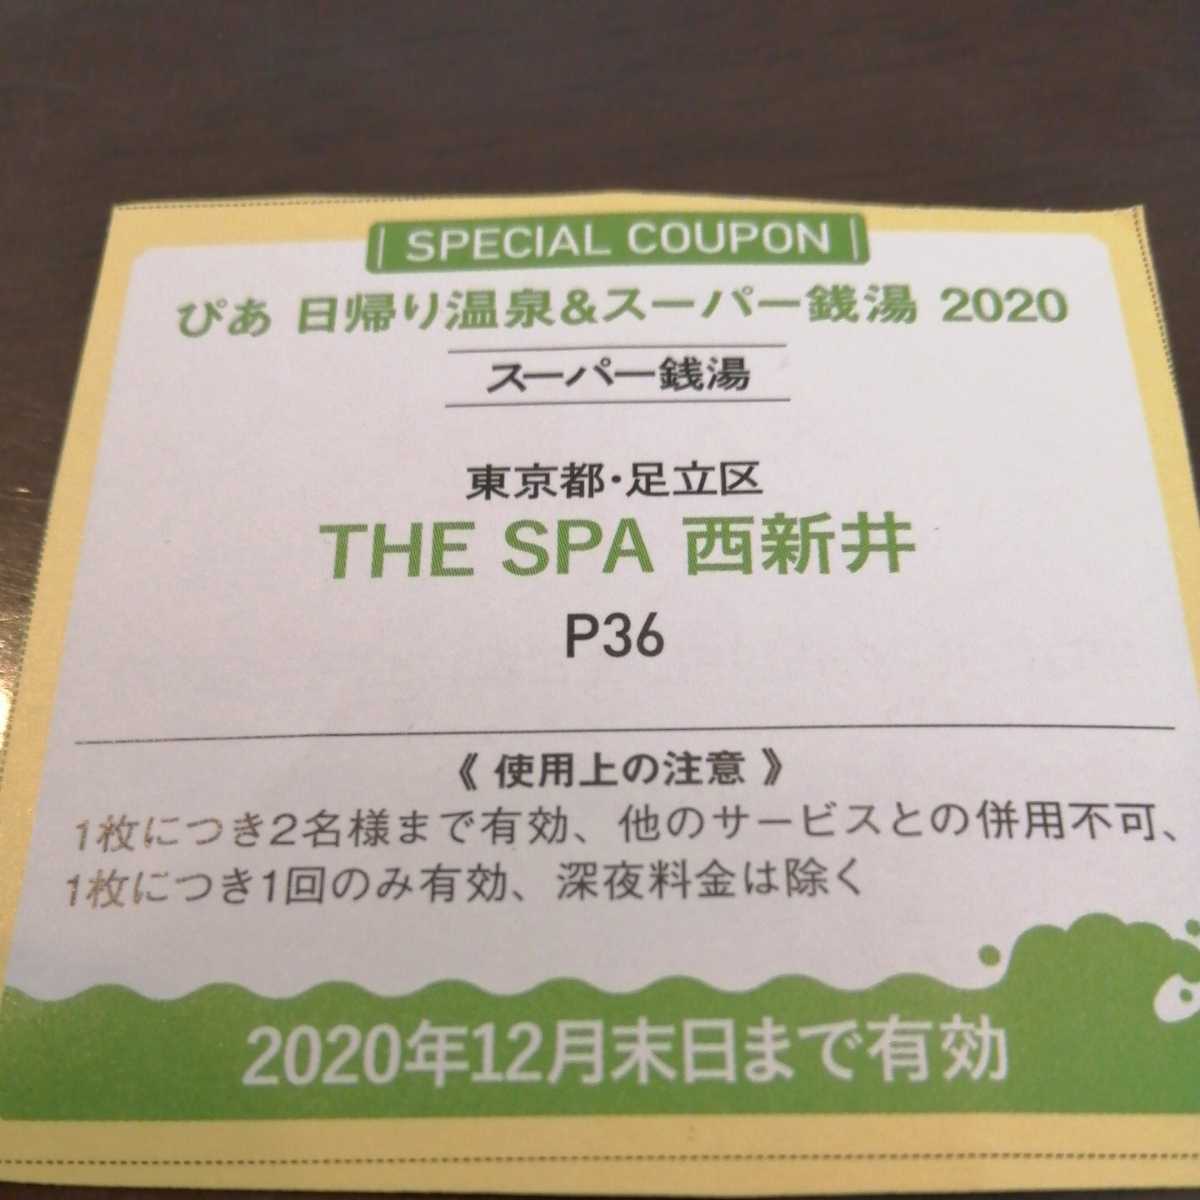 SPECIAL COUPON
ぴあ 日帰り温泉&スーパー銭湯 2020
スーパー銭湯
東京都・足立区
THE SPA 西新井
P36
《 使用上の注意 》
1枚につき2名様まで有効、他のサービスとの併用不可、
1枚につき1回のみ有効、深夜料金は除く
2020年12月末日まで有効